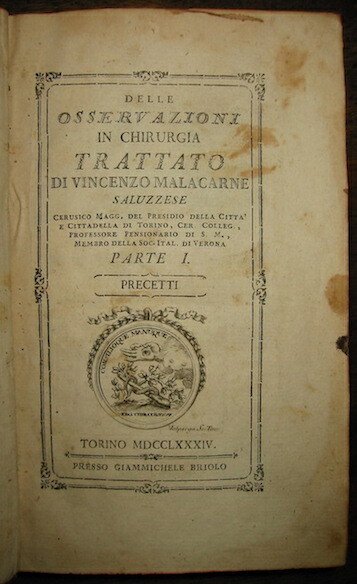 DELLE
OSSERVAZIONI
IN CHIRURGIA
TRATTATO
DI VINCENZO MALACARNE
SALUZZESE
CERUSICO MAGG. DEL PRESIDIO DELLA CITTA'
E CITTADELLA DI TORINO, CER. COLLEG.,
PROFESSORE PENSIONARIO DI S. M.,
MEMBRO DELLA SOC. ITAL. DI VERONA
PARTE I.
PRECETTI
MANUQUE
TORINO MDCCLXXXIV.
PRESSO GIAMMICHELE BRIOLO